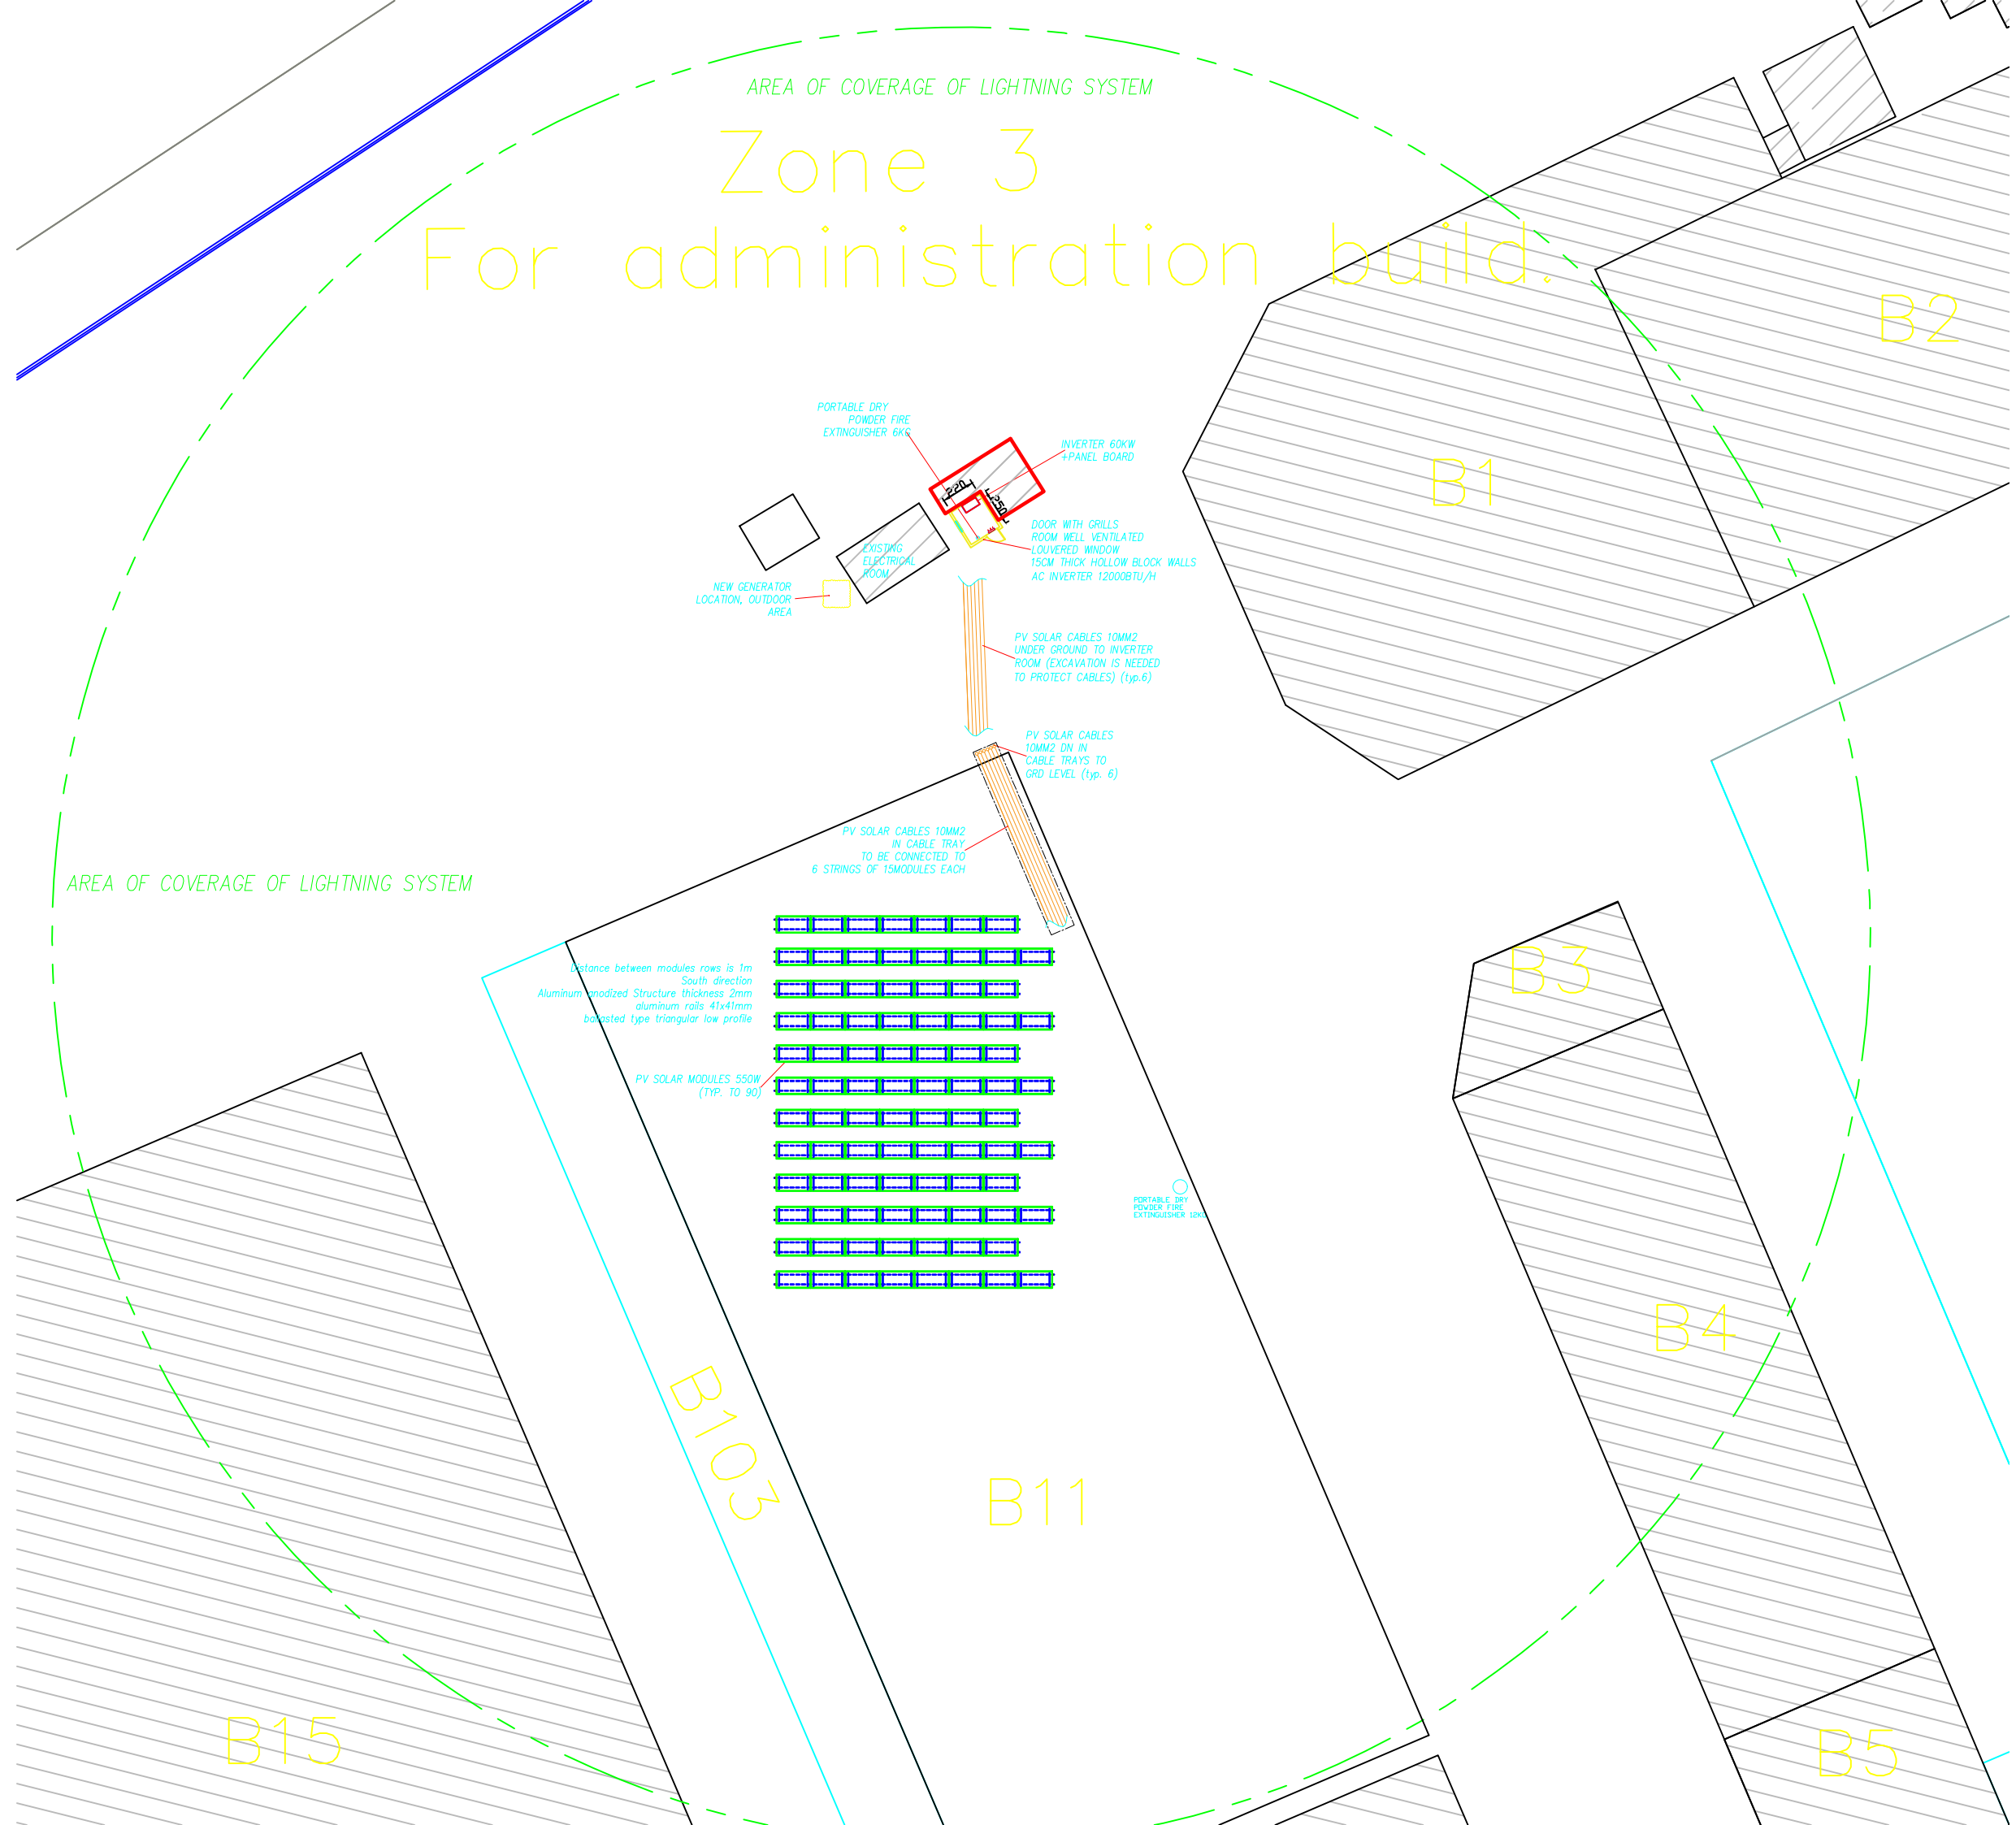 AREA OF COVERAGE OF LIGHTNING SYSTEM
Zone 3
For administration build.
B2
B1
PORTABLE DRY
POWDER FIRE
EXTINGUISHER 6KG
INVERTER 60KW
+PANEL BOARD
220
350
DOOR WITH GRILLS
ROOM WELL VENTILATED
LOUVERED WINDOW
15CM THICK HOLLOW BLOCK WALLS
AC INVERTER 12000BTU/H
EXISTING
ELECTRICAL
ROOM
NEW GENERATOR
LOCATION, OUTDOOR
AREA
PV SOLAR CABLES 10MM2
UNDER GROUND TO INVERTER
ROOM (EXCAVATION IS NEEDED
TO PROTECT CABLES) (typ.6)
PV SOLAR CABLES
10MM2 DN IN
CABLE TRAYS TO
GRD LEVEL (typ. 6)
PV SOLAR CABLES 10MM2
IN CABLE TRAY
TO BE CONNECTED TO
6 STRINGS OF 15MODULES EACH
AREA OF COVERAGE OF LIGHTNING SYSTEM
Distance between modules rows is 1m
South direction
Aluminum anodized Structure thickness 2mm
aluminum rails 41x41mm
ballasted type triangular low profile
PV SOLAR MODULES 550W
(TYP. TO 90)
B3
PORTABLE DRY
POWDER FIRE
EXTINGUISHER 12KG
B4
B103
B11
B15
B5